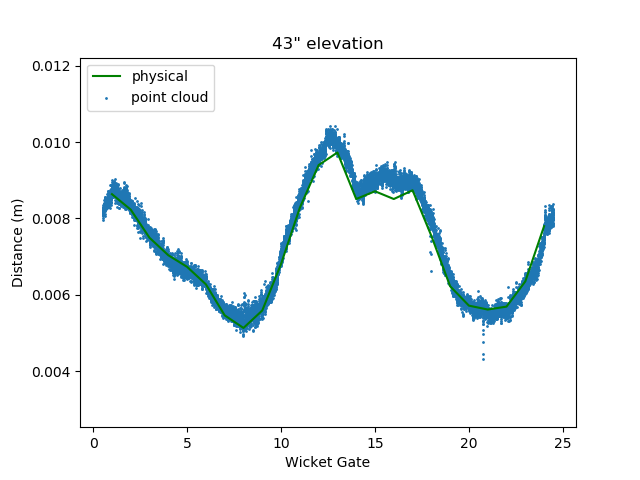 43" elevation
physical
point cloud
0.012
0.010
0.008
0.006
0.004
Distance (m)
0 5 10 15 20 25
Wicket Gate